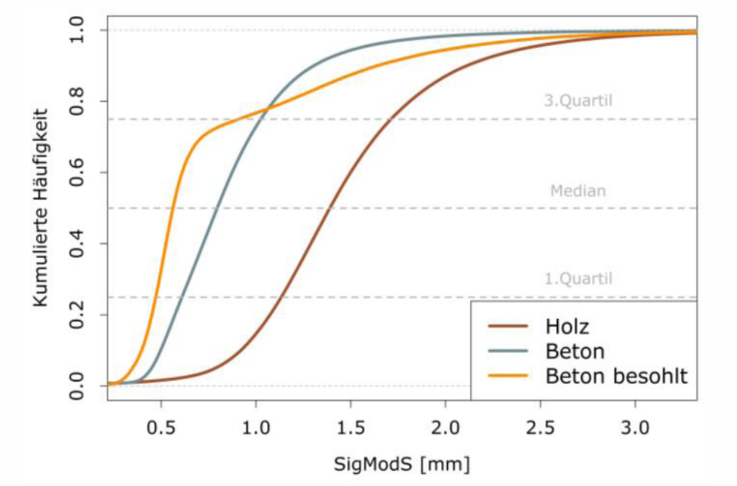 Kumulierte Häufigkeit
1.0
0.8
0.6
0.4
0.2
0.0
3.Quartil
Median
1.Quartil
Holz
Beton
Beton besohlt
0.5 1.0 1.5 2.0 2.5 3.0
SigModS [mm]